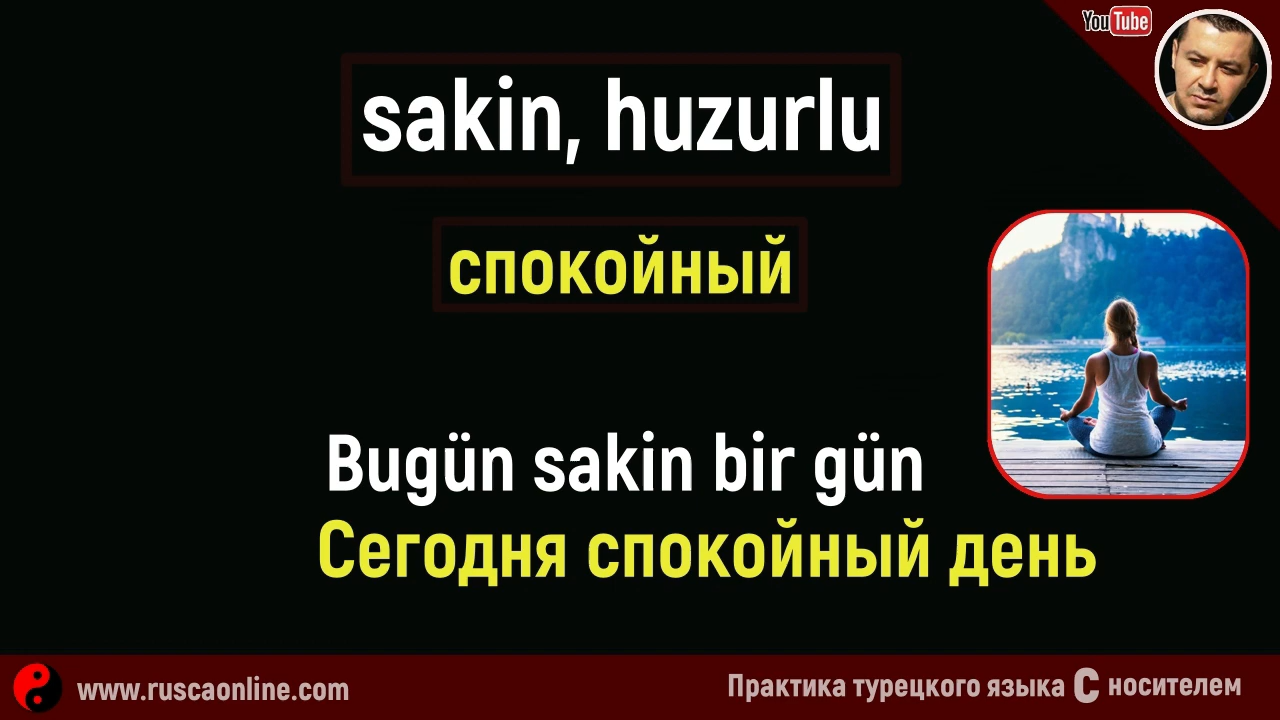 YouTube
sakin, huzurlu
спокойный
Bugün sakin bir gün
Сегодня спокойный день
www.ruscaonline.com
Практика турецкого языка С носителем